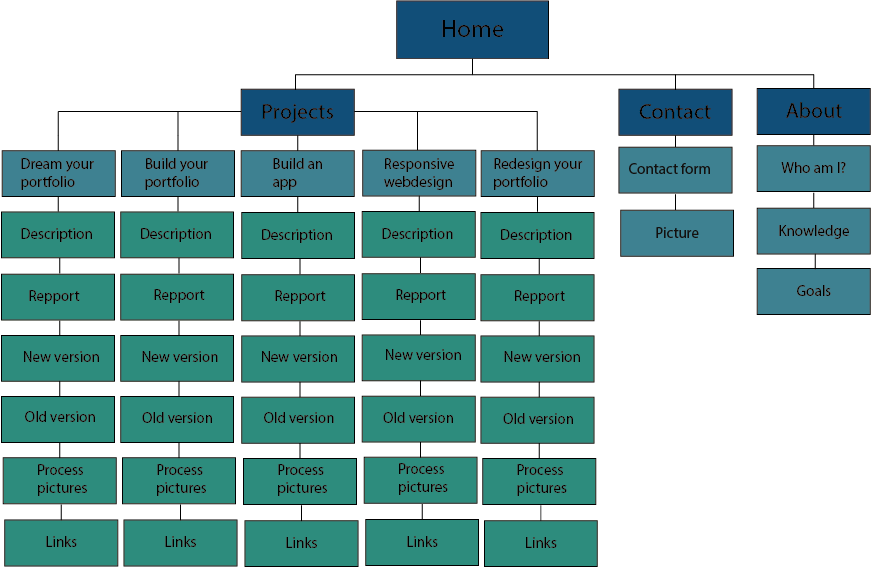 Home
Projects
Contact
About
Dream your
portfolio
Build your
portfolio
Build an
app
Responsive
webdesign
Redesign your
portfolio
Contact form
Who am I?
Description
Description
Description
Description
Description
Picture
Knowledge
Repport
Repport
Repport
Repport
Repport
Goals
New version
New version
New version
New version
New version
Old version
Old version
Old version
Old version
Old version
Process
pictures
Process
pictures
Process
pictures
Process
pictures
Process
pictures
Links
Links
Links
Links
Links